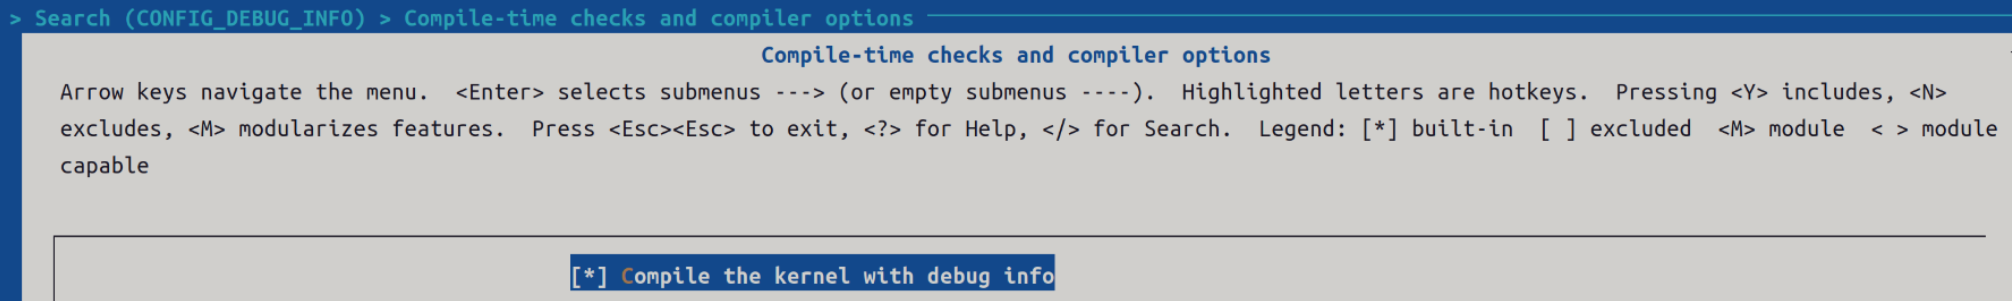 > Search (CONFIG_DEBUG_INFO) > Compile-time checks and compiler options
Compile-time checks and compiler options
Arrow keys navigate the menu.  <Enter> selects submenus ---> (or empty submenus ----).  Highlighted letters are hotkeys.  Pressing <Y> includes, <N>
excludes, <M> modularizes features.  Press <Esc><Esc> to exit, <?> for Help, </> for Search.  Legend: [*] built-in  [ ] excluded  <M> module  < > module
capable
[*] Compile the kernel with debug info